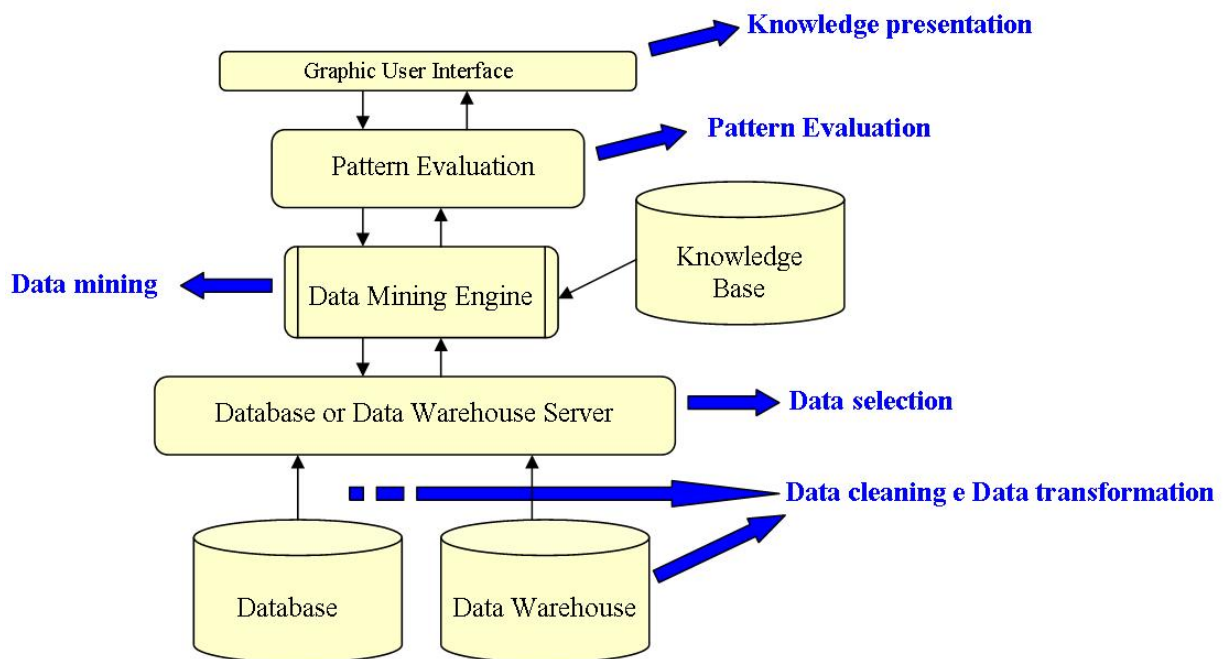 Knowledge presentation
Graphic User Interface
Pattern Evaluation
Pattern Evaluation
Knowledge
Base
Data mining
Data Mining Engine
Database or Data Warehouse Server
Data selection
Data cleaning e Data transformation
Database
Data Warehouse